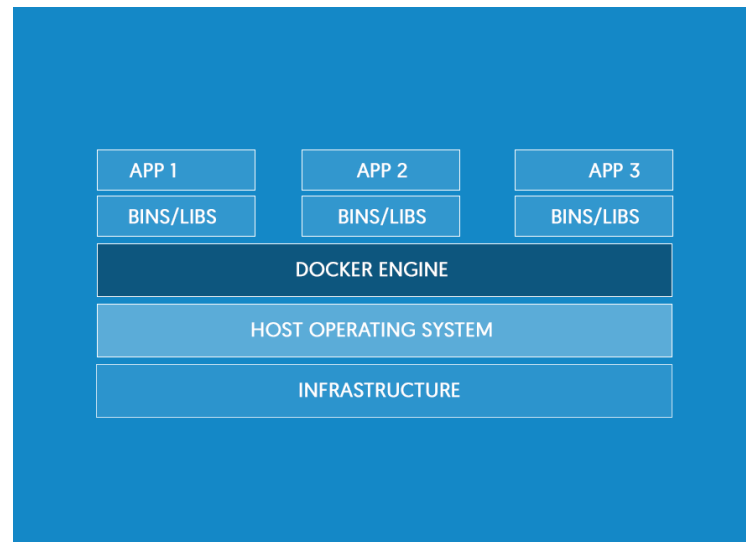 APP 1 APP 2 APP 3
BINS/LIBS BINS/LIBS BINS/LIBS
DOCKER ENGINE
HOST OPERATING SYSTEM
INFRASTRUCTURE